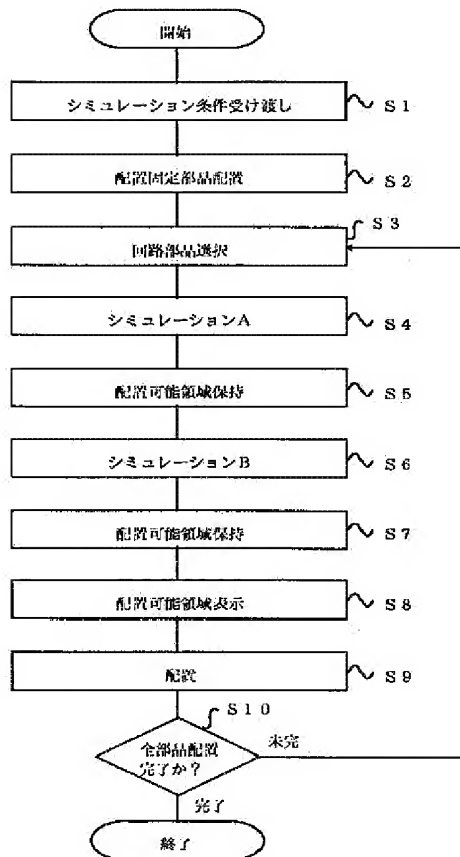 開始
シミュレーション条件受け渡し
S1
配置固定部品配置
S2
S3
回路部品選択
シミュレーションA
S4
配置可能領域保持
S5
シミュレーションB
S6
配置可能領域保持
S7
配置可能領域表示
S8
配置
S9
S10
全部品配置
完了か?
未完
完了
終了